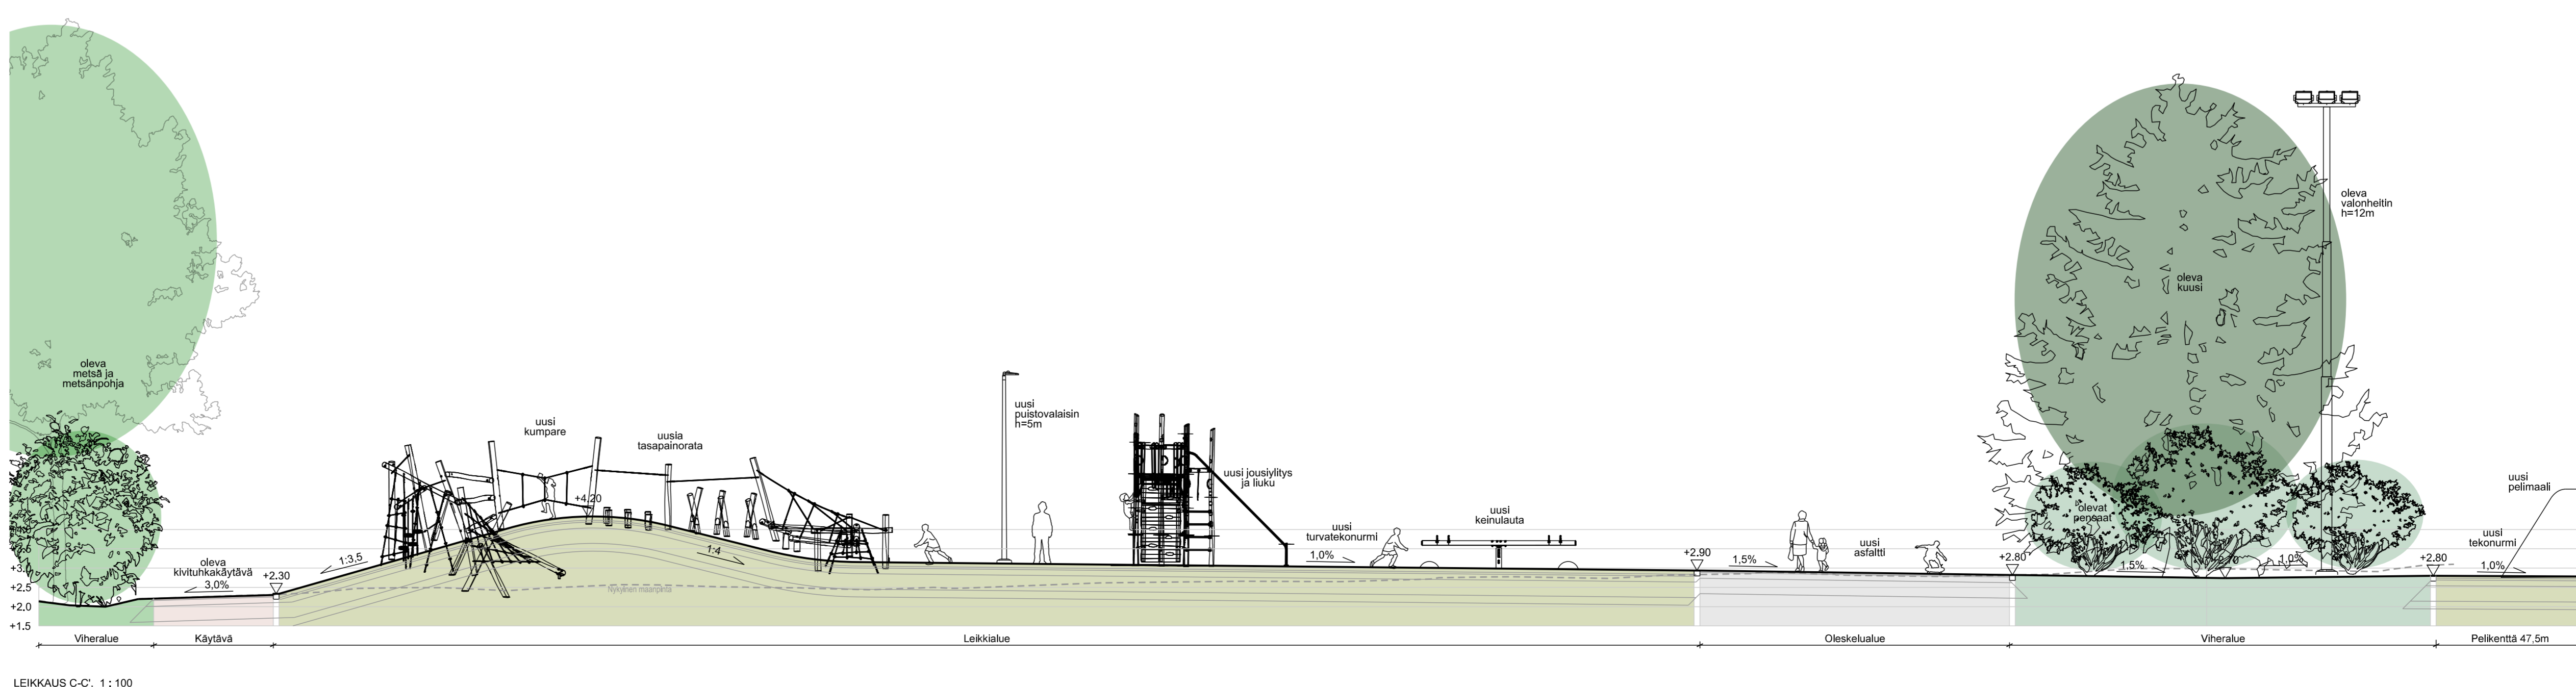 oleva
metsä ja
metsänpohja
oleva
kivituhkakäytävä
3,0%
+2.30
1:3,5
uusi
kumpare
+4,20
uusia
tasapainorata
1:4
Nykyinen maanpinta
uusi
puistovalaisin
h=5m
uusi jousiylitys
ja liuku
uusi
turvatekonurmi
1,0%
uusi
keinulauta
+2,90
1,5%
uusi
asfaltti
+2.80
oleva
kuusi
olevat
pensaat
1,5%
1,0%
oleva
valonheitin
h=12m
+2,80
uusi
pelimaali
uusi
tekonurmi
1,0%
+2.5
+2.0
+1.5
Viheralue
Käytävä
Leikkialue
Oleskelualue
Viheralue
Pelikenttä 47,5m
LEIKKAUS C-C'. 1 : 100